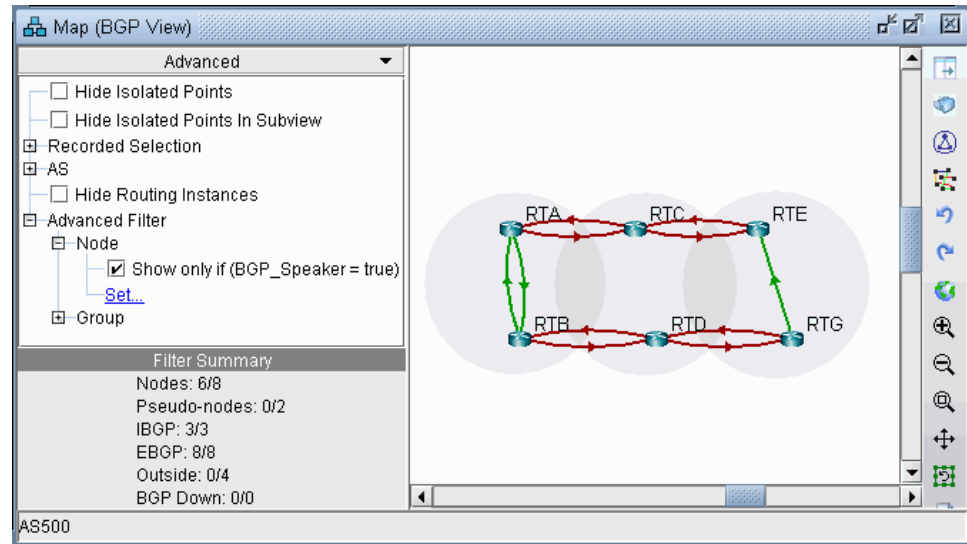 Map (BGP View)
Advanced
Hide Isolated Points
Hide Isolated Points In Subview
Recorded Selection
AS
Hide Routing Instances
Advanced Filter
Node
Show only if (BGP_Speaker = true)
Set...
Group
Filter Summary
Nodes: 6/8
Pseudo-nodes: 0/2
IBGP: 3/3
EBGP: 8/8
Outside: 0/4
BGP Down: 0/0
RTA
RTC
RTE
RTB
RTD
RTG
AS500